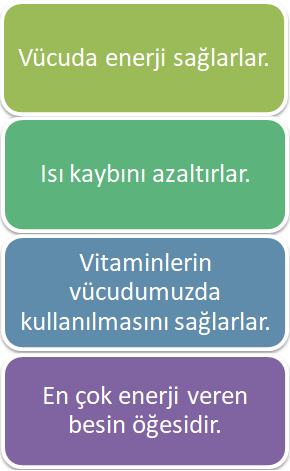 Vücuda enerji sağlarlar.
Isı kaybını azaltırlar.
Vitaminlerin
vücudumuzda
kullanılmasını sağlarlar.
En çok enerji veren
besin öğesidir.